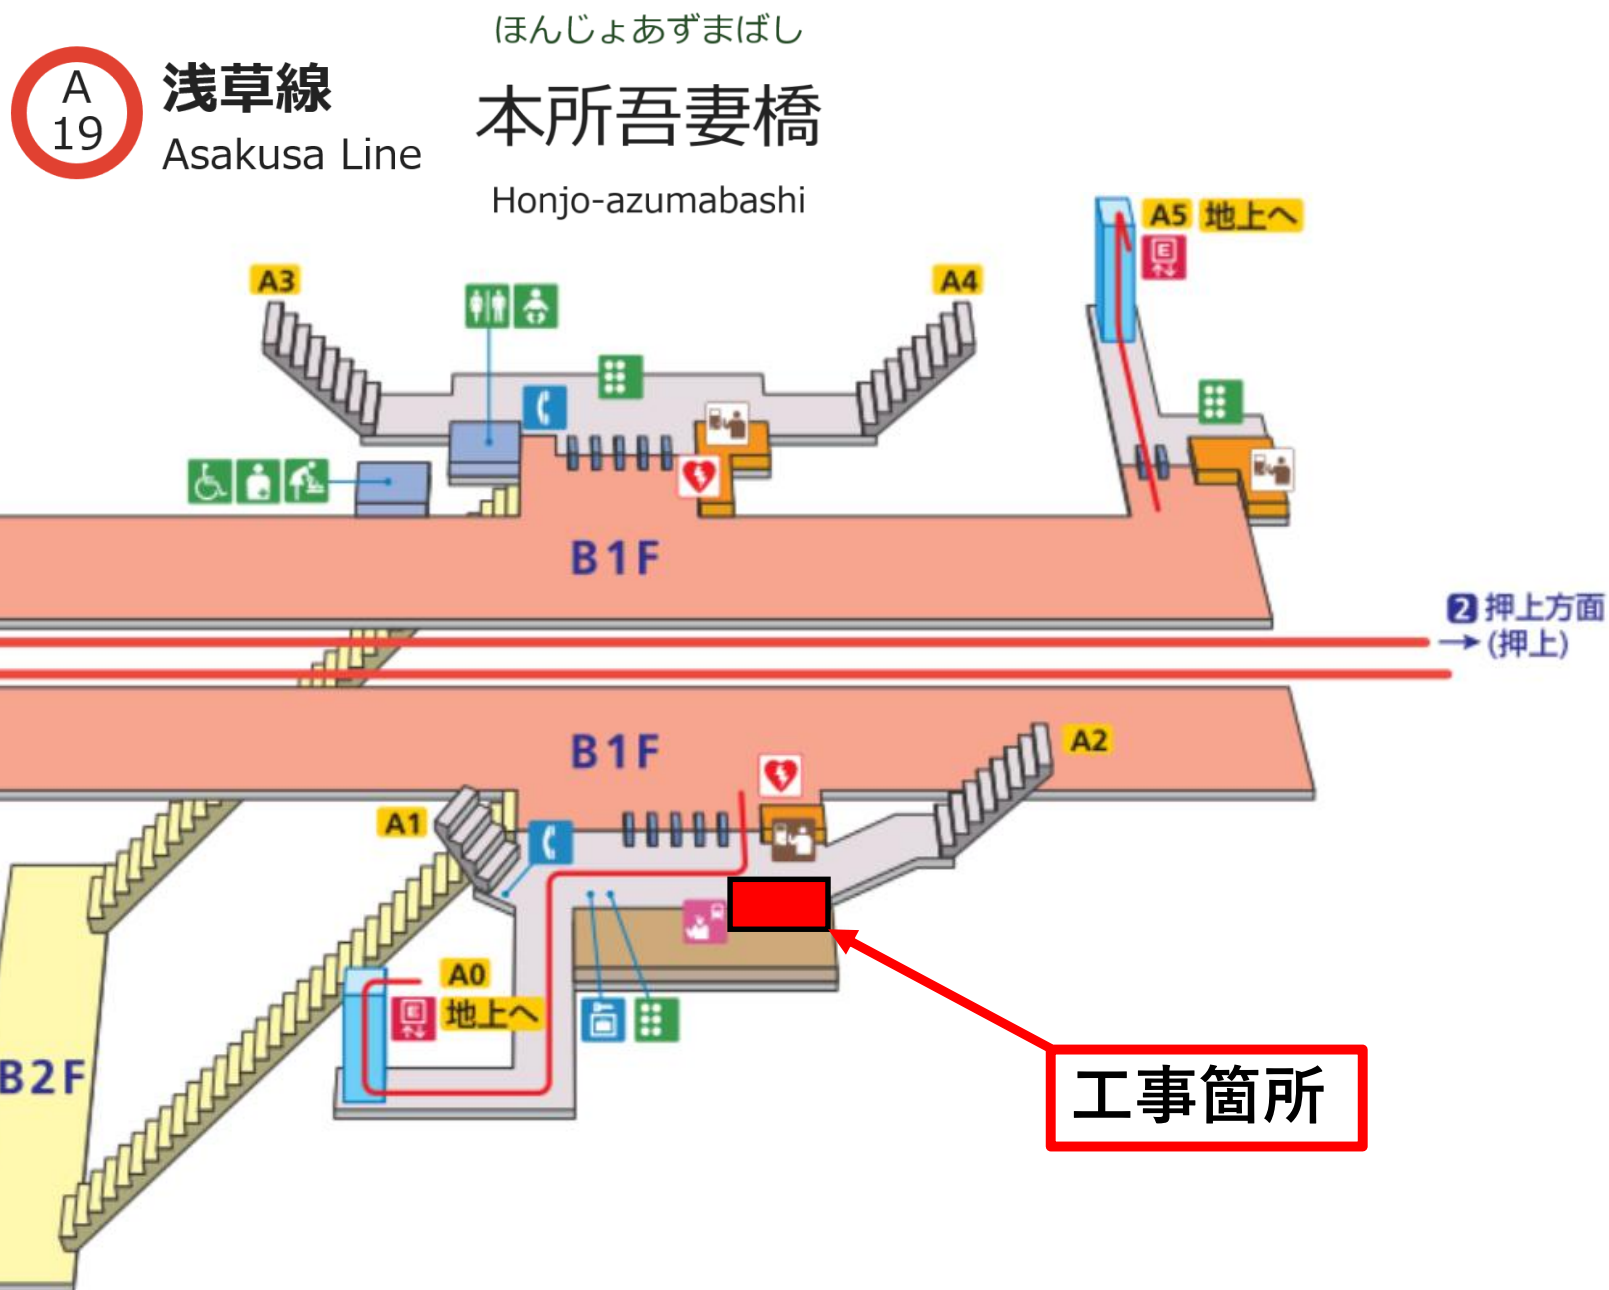 ほんじょあずまばし
A
19
浅草線
Asakusa Line
本所吾妻橋
Honjo-azumabashi
A5 地上へ
E
A3
A4
B1F
2 押上方面
(押上)
B1F
A2
A1
A0
E
地上へ
B2F
工事箇所